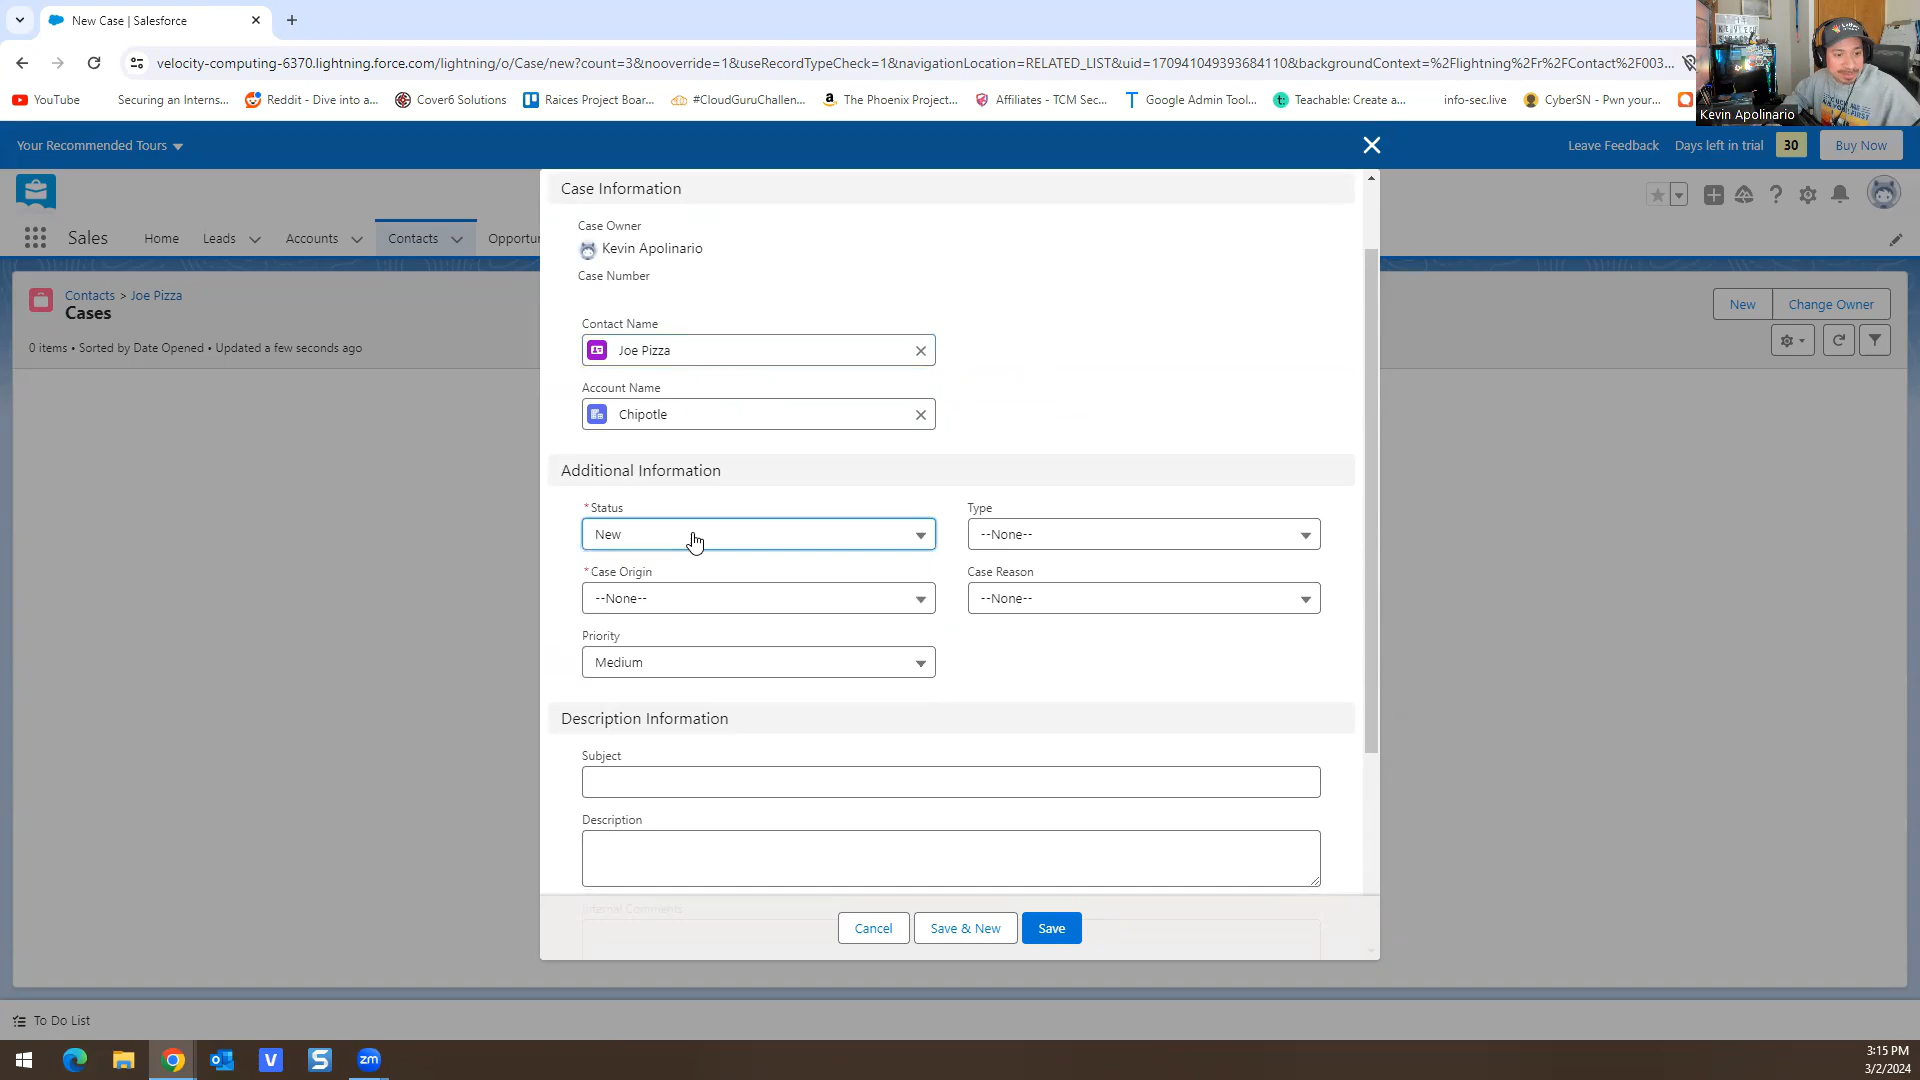 New Case | Salesforce
velocity-computing-6370.lightning.force.com/lightning/o/Case/new?count=3&nooverride=1&useRecordTypeCheck=1&navigationLocation=RELATED_LIST&uid=170941049393684110&backgroundContext=%2Flightning%2Fr%2FContact%2F003...
YouTube
Securing an Interns...
Reddit - Dive into a...
Cover6 Solutions
Raices Project Boar...
#CloudGuruChallen...
The Phoenix Project...
Affiliates - TCM Sec...
Google Admin Tool...
Teachable: Create a...
info-sec.live
CyberSN - Pwn your...
Kevin Apolinario
Your Recommended Tours
Leave Feedback
Days left in trial
30
Buy Now
Sales
Home
Leads
Accounts
Contacts
Opportun
Contacts > Joe Pizza
Cases
0 items • Sorted by Date Opened • Updated a few seconds ago
New
Change Owner
Case Information
Case Owner
Kevin Apolinario
Case Number
Contact Name
Joe Pizza
Account Name
Chipotle
Additional Information
*Status
New
Type
--None--
*Case Origin
--None--
Case Reason
--None--
Priority
Medium
Description Information
Subject
Description
Internal Comments
Cancel
Save & New
Save
To Do List
zm
3:15 PM
3/2/2024